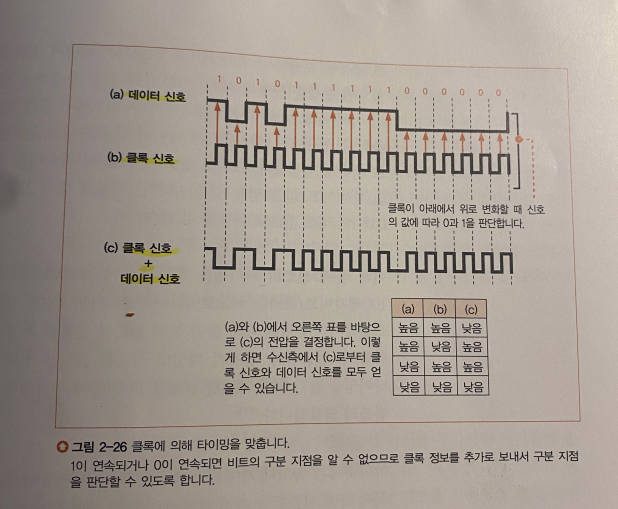 1 0 1 0 1 1 1 1 1 1 0 0 0 0 0 0
(a) 데이터 신호
(b) 클록 신호
클록이 아래에서 위로 변화할 때 신호
의 값에 따라 0과 1을 판단합니다.
(c) 클록 신호
+
데이터 신호
(a)와 (b)에서 오른쪽 표를 바탕으
로 (c)의 전압을 결정합니다. 이렇
게 하면 수신측에서 (c)로부터 클
록 신호와 데이터 신호를 모두 얻
을 수 있습니다.
(a) (b) (c)
높음 높음 낮음
높음 낮음 높음
낮음 높음 높음
낮음 낮음 낮음
그림 2-26 클록에 의해 타이밍을 맞춥니다.
1이 연속되거나 0이 연속되면 비트의 구분 지점을 알 수 없으므로 클록 정보를 추가로 보내서 구분 지점
을 판단할 수 있도록 합니다.